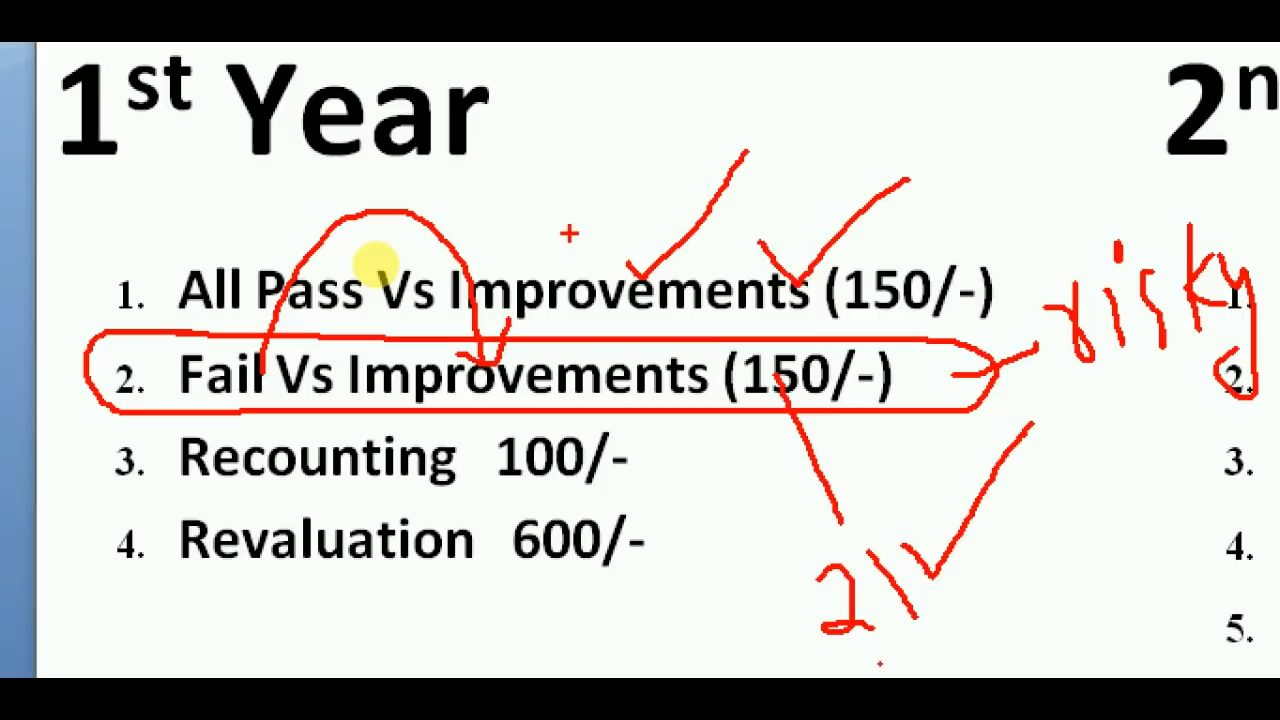 1st Year
2n
1. All Pass Vs Improvements (150/-)
2. Fail Vs Improvements (150/-)
3. Recounting 100/-
4. Revaluation 600/-
risky
2
1.
2.
3.
4.
5.